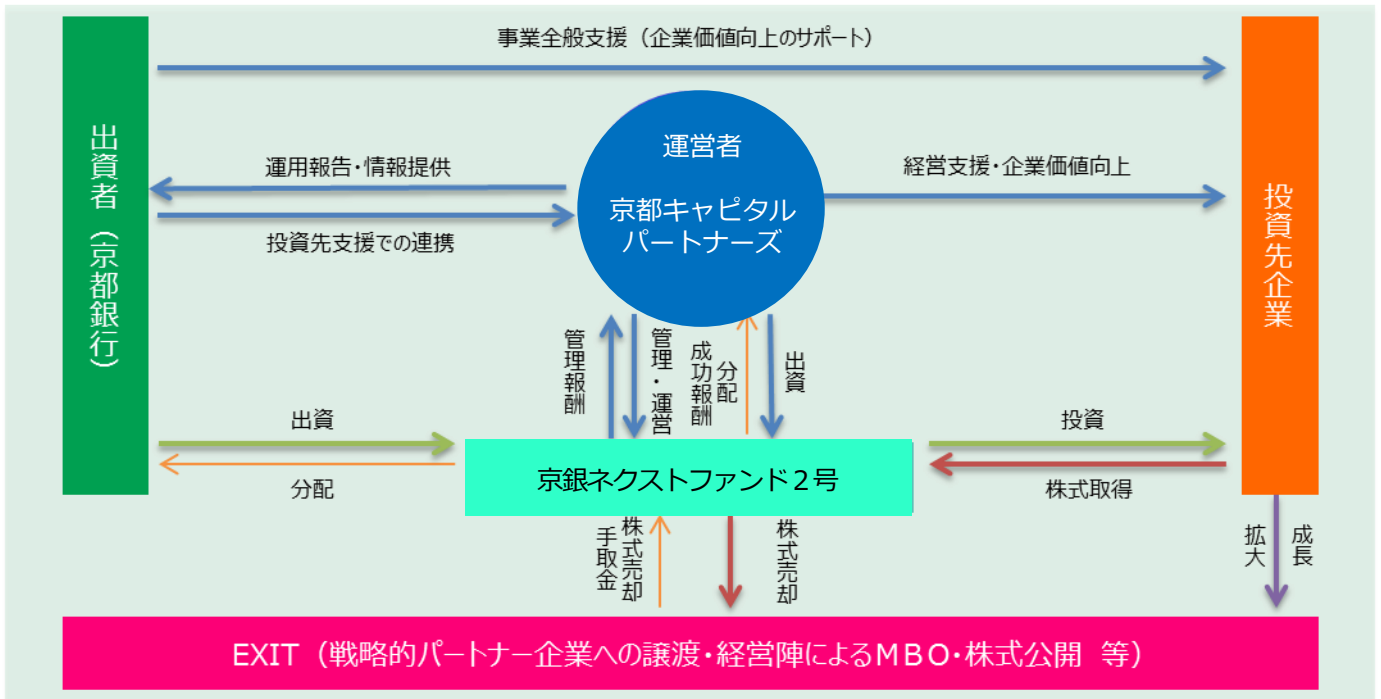 事業全般支援（企業価値向上のサポート）
出資者（京都銀行）
運営者
京都キャピタル
パートナーズ
運用報告・情報提供
投資先支援での連携
経営支援・企業価値向上
投資先企業
管理報酬
管理・運営
成功報酬
分配
出資
出資
分配
京銀ネクストファンド２号
投資
株式取得
手取金
株式売却
株式売却
拡大
成長
EXIT（戦略的パートナー企業への譲渡・経営陣によるＭＢＯ・株式公開　等）